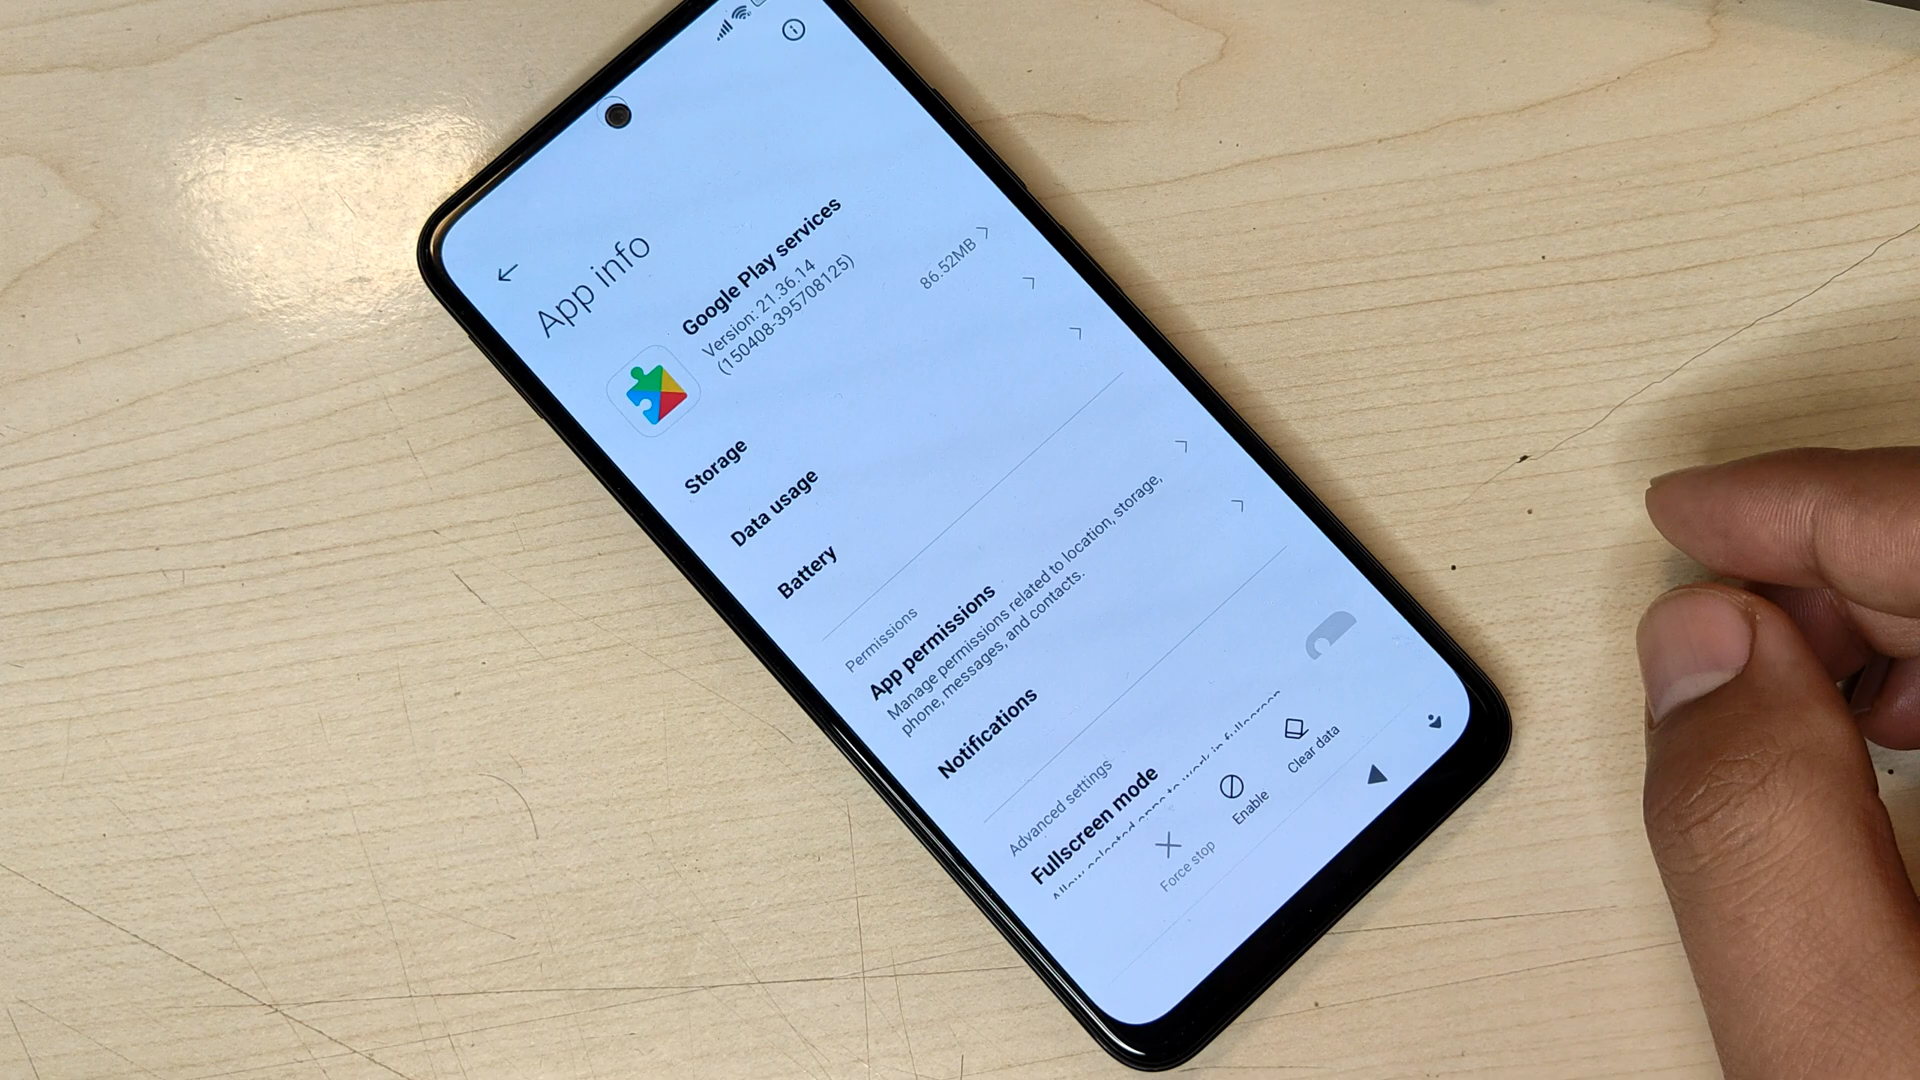 App info
Google Play services
Version: 21.36.14
(150408-395708125)
Storage
86.52MB
Data usage
Battery
Permissions
App permissions
Manage permissions related to location, storage,
phone, messages, and contacts.
Notifications
Advanced settings
Fullscreen mode
Force stop
Enable
Clear data